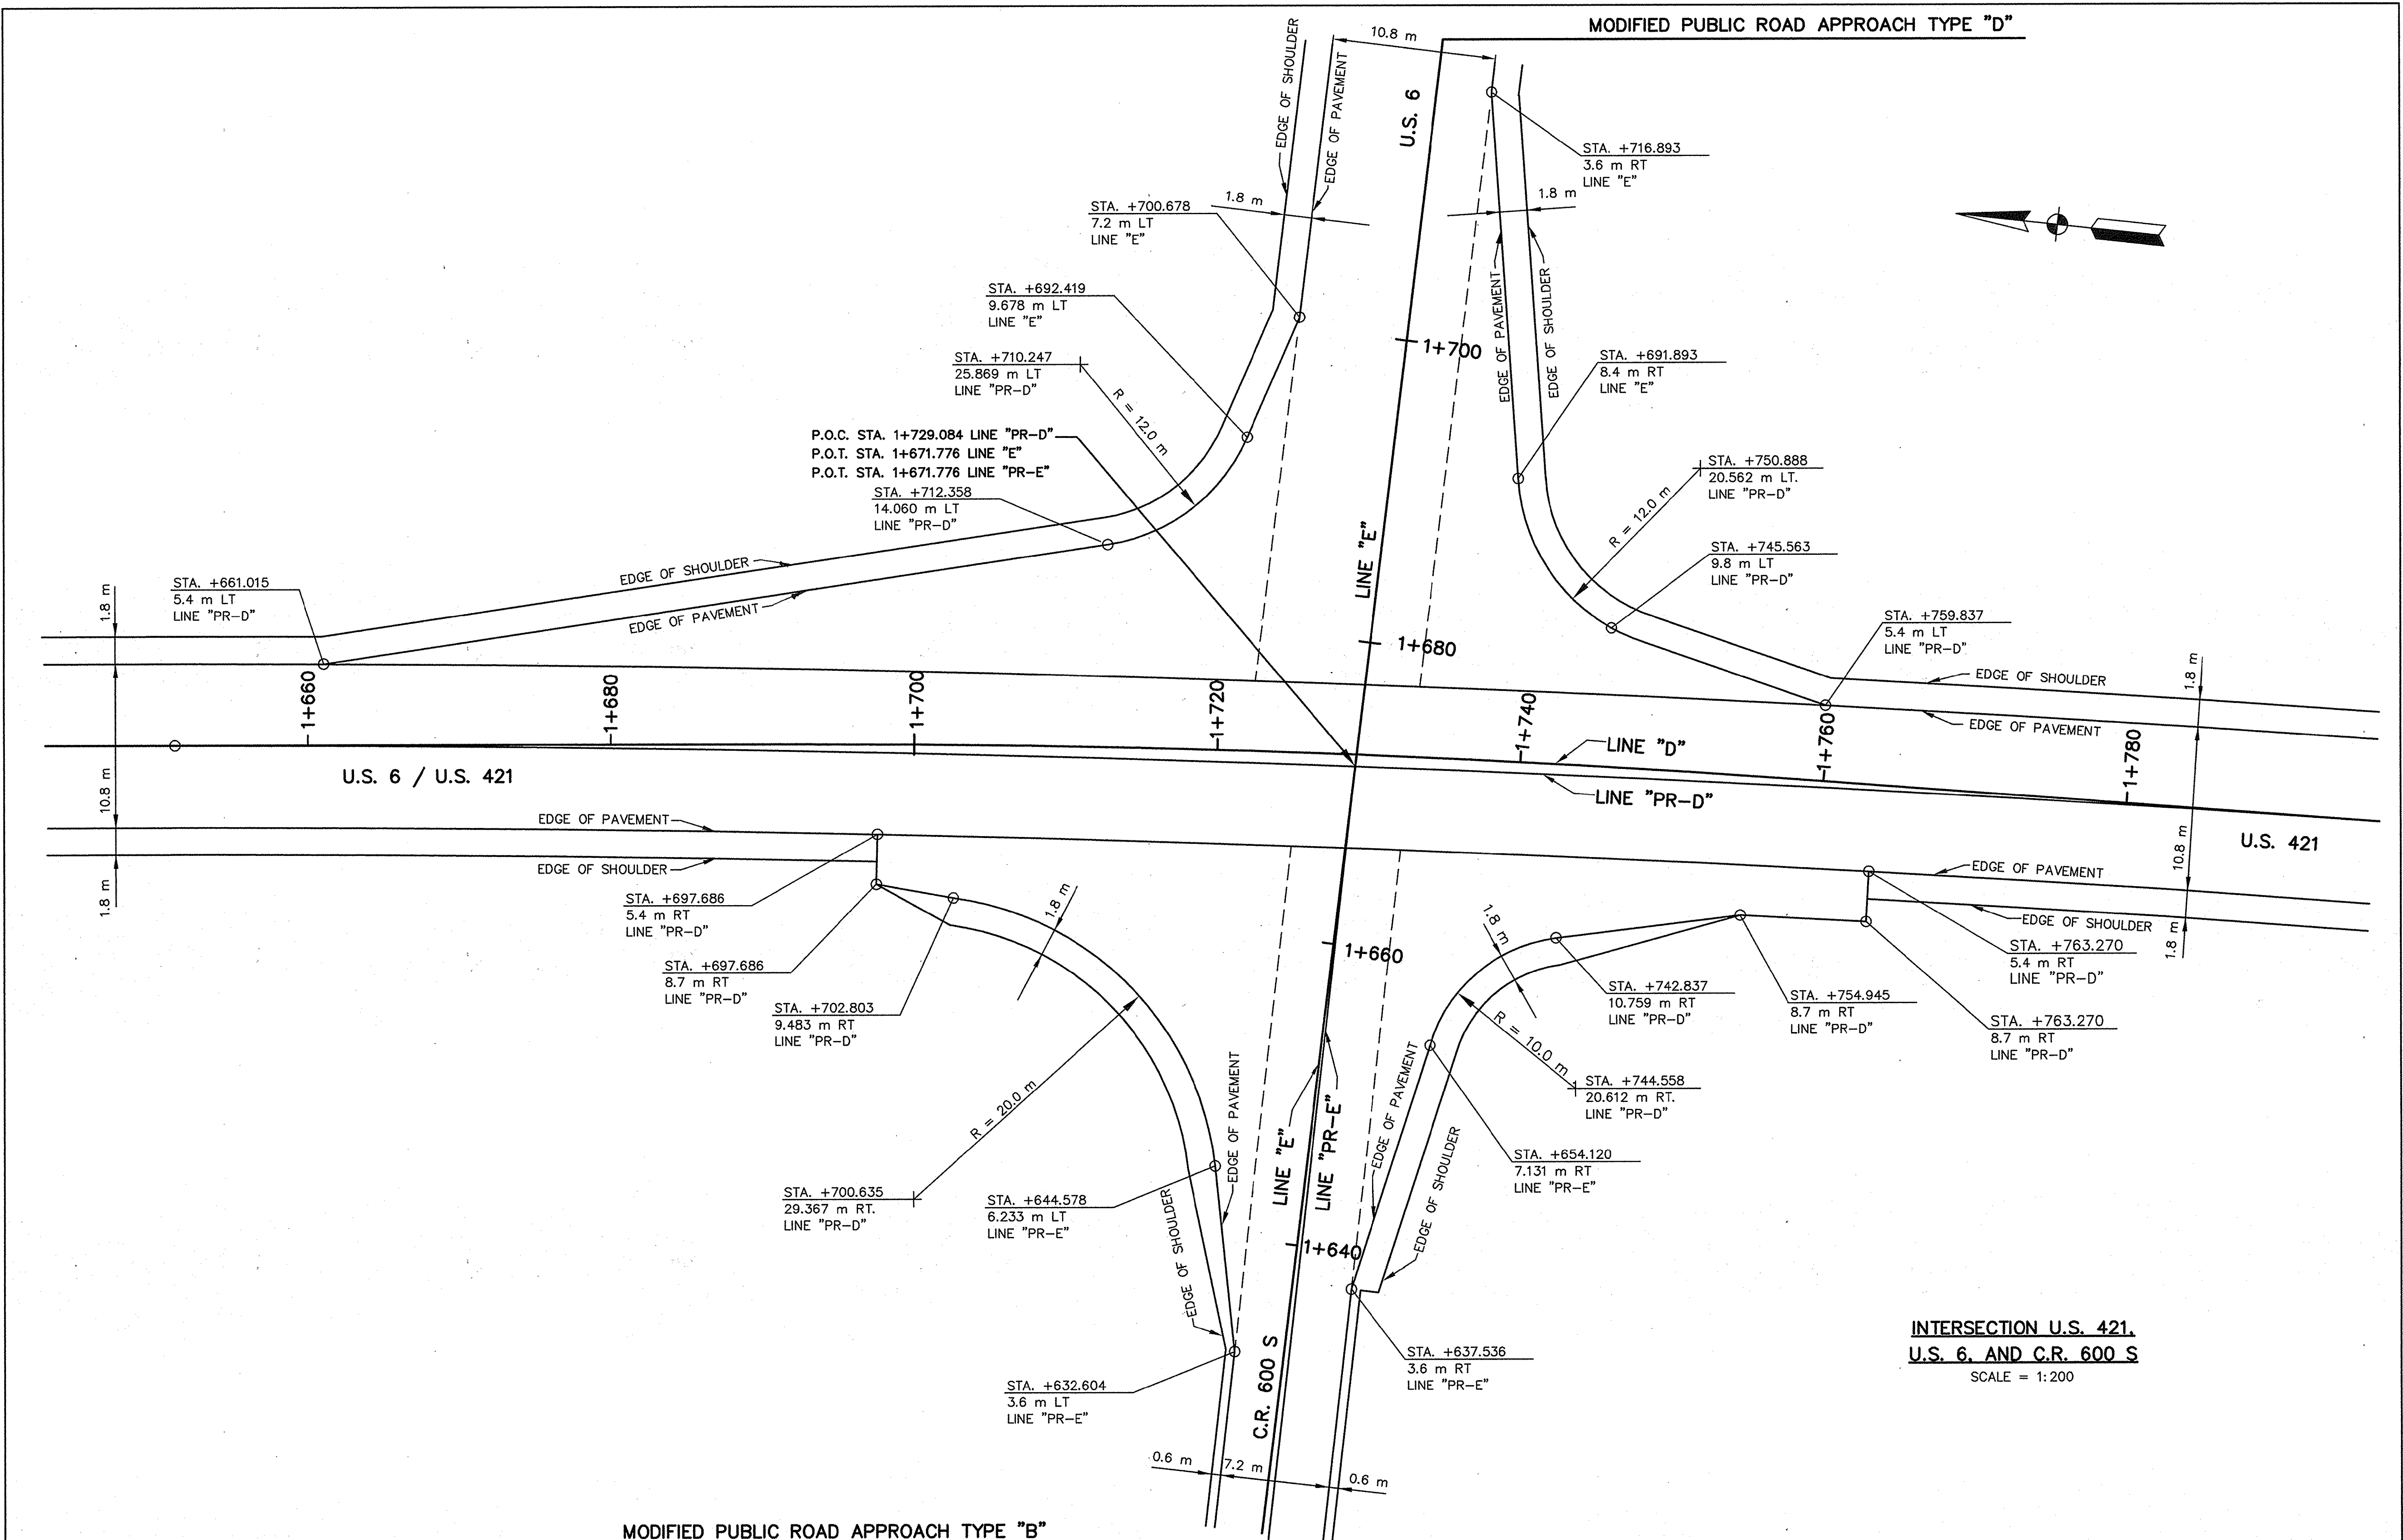 MODIFIED PUBLIC ROAD APPROACH TYPE "D"
10.8 m
EDGE OF SHOULDER
EDGE OF PAVEMENT
U.S. 6
STA. +716.893
3.6 m RT
LINE "E"
1.8 m
1.8 m
STA. +700.678
7.2 m LT
LINE "E"
EDGE OF PAVEMENT
EDGE OF SHOULDER
STA. +692.419
9.678 m LT
LINE "E"
1+700
STA. +691.893
8.4 m RT
LINE "E"
STA. +710.247
25.869 m LT
LINE "PR-D"
R = 12.0 m
P.O.C. STA. 1+729.084 LINE "PR-D"
P.O.T. STA. 1+671.776 LINE "E"
P.O.T. STA. 1+671.776 LINE "PR-E"
STA. +750.888
20.562 m LT.
LINE "PR-D"
R = 12.0 m
STA. +712.358
14.060 m LT
LINE "PR-D"
LINE "E"
STA. +745.563
9.8 m LT
LINE "PR-D"
EDGE OF SHOULDER
EDGE OF PAVEMENT
STA. +661.015
5.4 m LT
LINE "PR-D"
1.8 m
STA. +759.837
5.4 m LT
LINE "PR-D"
1+680
EDGE OF SHOULDER
1.8 m
EDGE OF PAVEMENT
1+660
1+680
1+700
1+720
1+740
1+760
1+780
LINE "D"
U.S. 6 / U.S. 421
LINE "PR-D"
10.8 m
EDGE OF PAVEMENT
U.S. 421
10.8 m
EDGE OF SHOULDER
EDGE OF PAVEMENT
1.8 m
STA. +697.686
5.4 m RT
LINE "PR-D"
1.8 m
1.8 m
EDGE OF SHOULDER
1.8 m
1+660
STA. +763.270
5.4 m RT
LINE "PR-D"
STA. +697.686
8.7 m RT
LINE "PR-D"
STA. +742.837
10.759 m RT
LINE "PR-D"
STA. +754.945
8.7 m RT
LINE "PR-D"
STA. +702.803
9.483 m RT
LINE "PR-D"
STA. +763.270
8.7 m RT
LINE "PR-D"
R = 10.0 m
R = 20.0 m
EDGE OF PAVEMENT
EDGE OF PAVEMENT
STA. +744.558
20.612 m RT.
LINE "PR-D"
LINE "E"
LINE "PR-E"
EDGE OF SHOULDER
STA. +654.120
7.131 m RT
LINE "PR-E"
STA. +700.635
29.367 m RT.
LINE "PR-D"
STA. +644.578
6.233 m LT
LINE "PR-E"
EDGE OF SHOULDER
1+640
STA. +637.536
3.6 m RT
LINE "PR-E"
INTERSECTION U.S. 421,
U.S. 6, AND C.R. 600 S
SCALE = 1:200
STA. +632.604
3.6 m LT
LINE "PR-E"
C.R. 600 S
0.6 m
7.2 m
0.6 m
MODIFIED PUBLIC ROAD APPROACH TYPE "B"